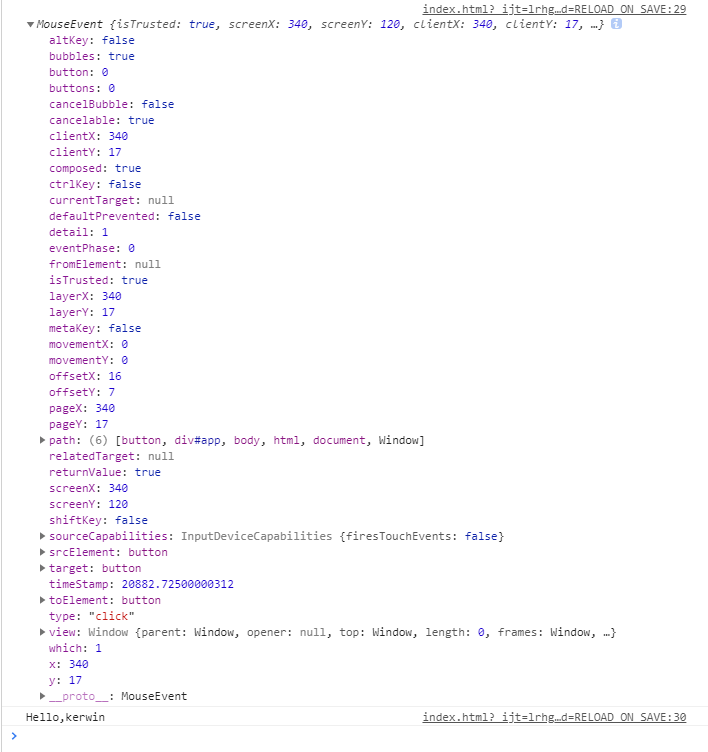 index.html?_ijt=lrhg…d=RELOAD_ON_SAVE:29
MouseEvent {isTrusted: true, screenX: 340, screenY: 120, clientX: 340, clientY: 17, …}
altKey: false
bubbles: true
button: 0
buttons: 0
cancelBubble: false
cancelable: true
clientX: 340
clientY: 17
composed: true
ctrlKey: false
currentTarget: null
defaultPrevented: false
detail: 1
eventPhase: 0
fromElement: null
isTrusted: true
layerX: 340
layerY: 17
metaKey: false
movementX: 0
movementY: 0
offsetX: 16
offsetY: 7
pageX: 340
pageY: 17
path: (6) [button, div#app, body, html, document, Window]
relatedTarget: null
returnValue: true
screenX: 340
screenY: 120
shiftKey: false
sourceCapabilities: InputDeviceCapabilities {firesTouchEvents: false}
srcElement: button
target: button
timeStamp: 20882.72500000312
toElement: button
type: "click"
view: Window {parent: Window, opener: null, top: Window, length: 0, frames: Window, …}
which: 1
x: 340
y: 17
__proto__: MouseEvent
Hello,kerwin index.html?_ijt=lrhg…d=RELOAD_ON_SAVE:30